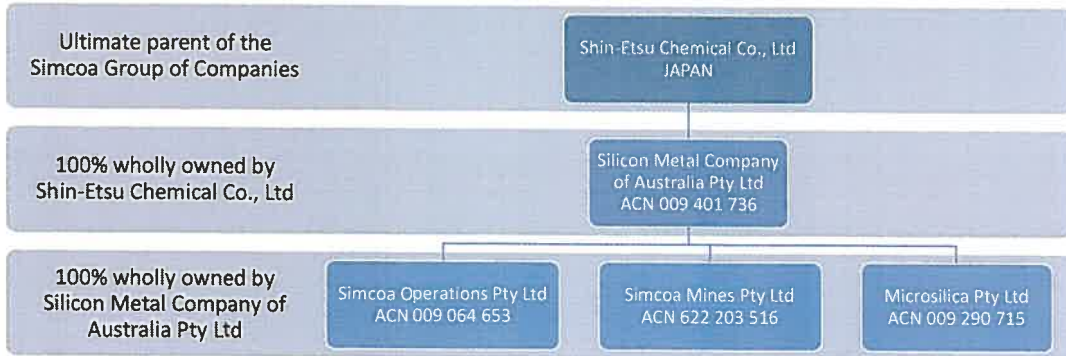 Ultimate parent of the
Simcoa Group of Companies
Shin-Etsu Chemical Co., Ltd
JAPAN
100% wholly owned by
Shin-Etsu Chemical Co., Ltd
Silicon Metal Company
of Australia Pty Ltd
ACN 009 401 736
100% wholly owned by
Silicon Metal Company of
Australia Pty Ltd
Simcoa Operations Pty Ltd
ACN 009 064 653
Simcoa Mines Pty Ltd
ACN 622 203 516
Microsilica Pty Ltd
ACN 009 290 715